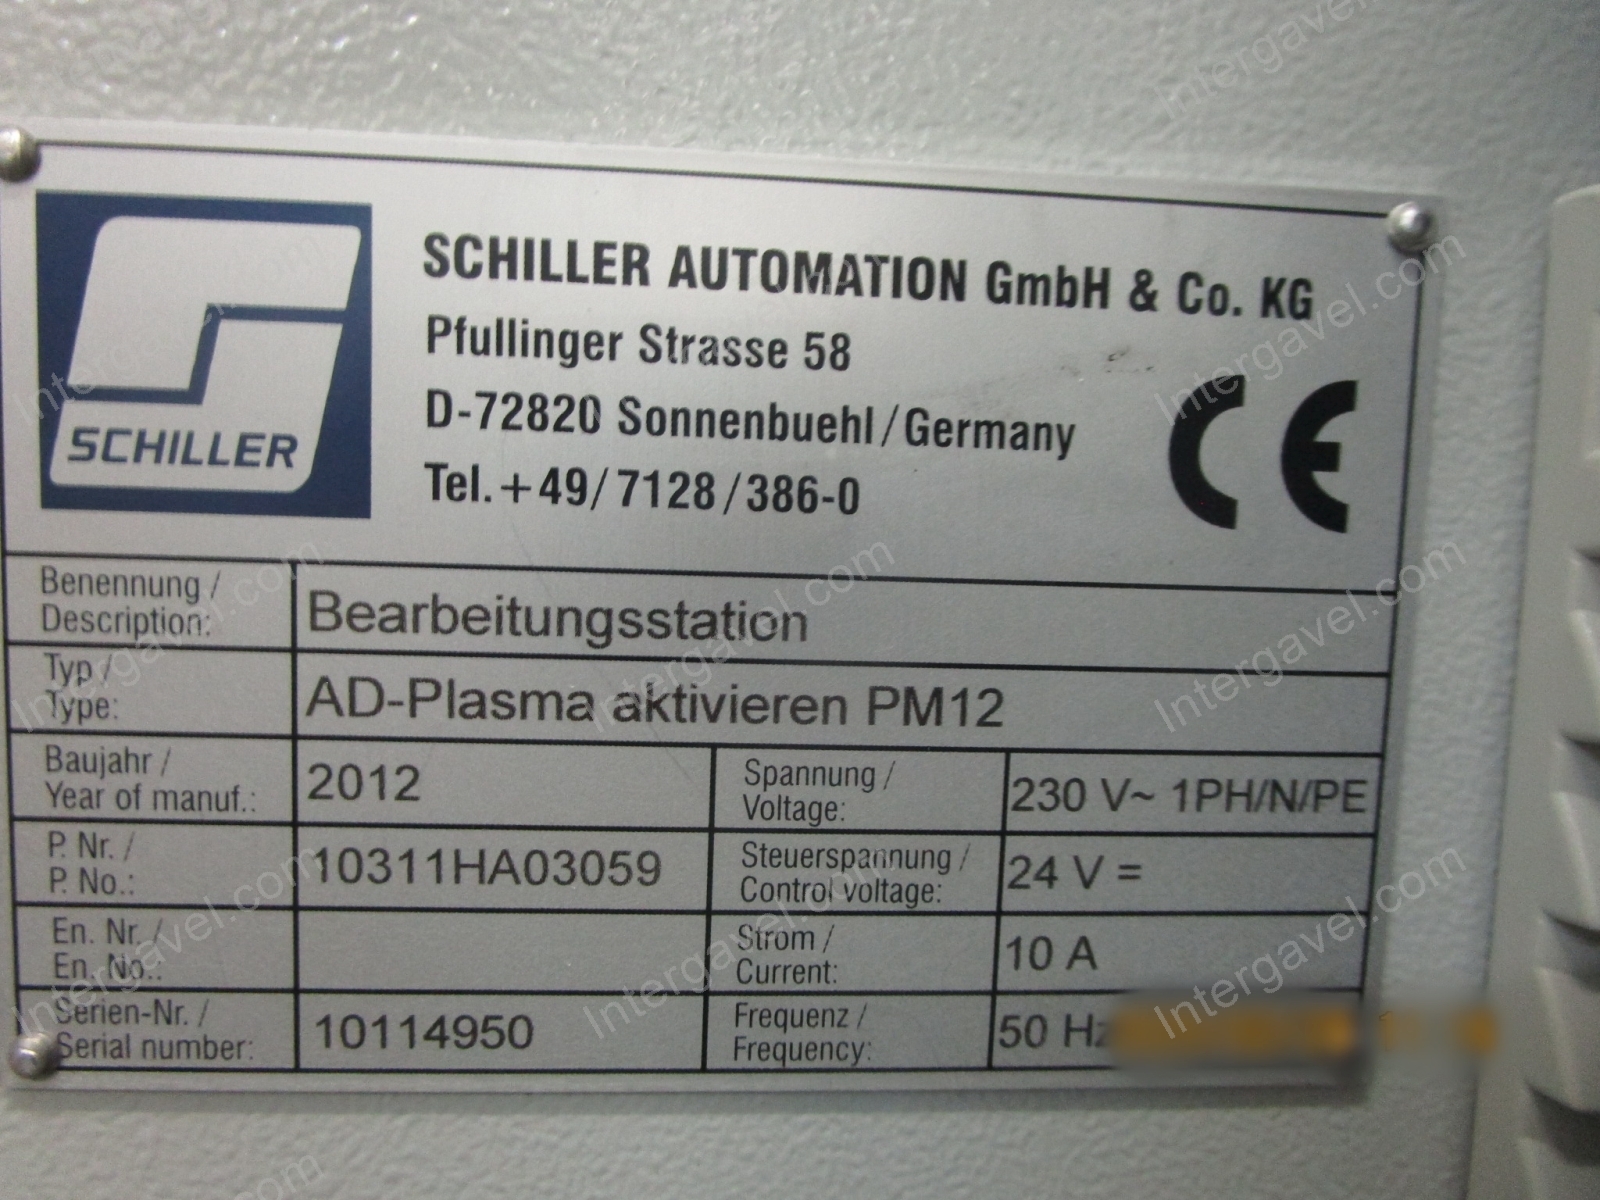 SCHILLER
SCHILLER AUTOMATION GmbH & Co. KG
Pfullinger Strasse 58
D-72820 Sonnenbuehl/Germany
Tel.+49/7128/386-0
CE
Benennung /
Description:
Bearbeitungsstation
Typ /
Type:
AD-Plasma aktivieren PM12
Baujahr /
Year of manuf.:
2012
Spannung /
Voltage:
230 V~ 1PH/N/PE
P. Nr. /
P. No.:
10311HA03059
Steuerspannung /
Control voltage:
24 V =
En. Nr. /
En. No.:
Strom /
Current:
10 A
Serien-Nr. /
Serial number:
10114950
Frequenz /
Frequency:
50 Hz
Intergavel.com